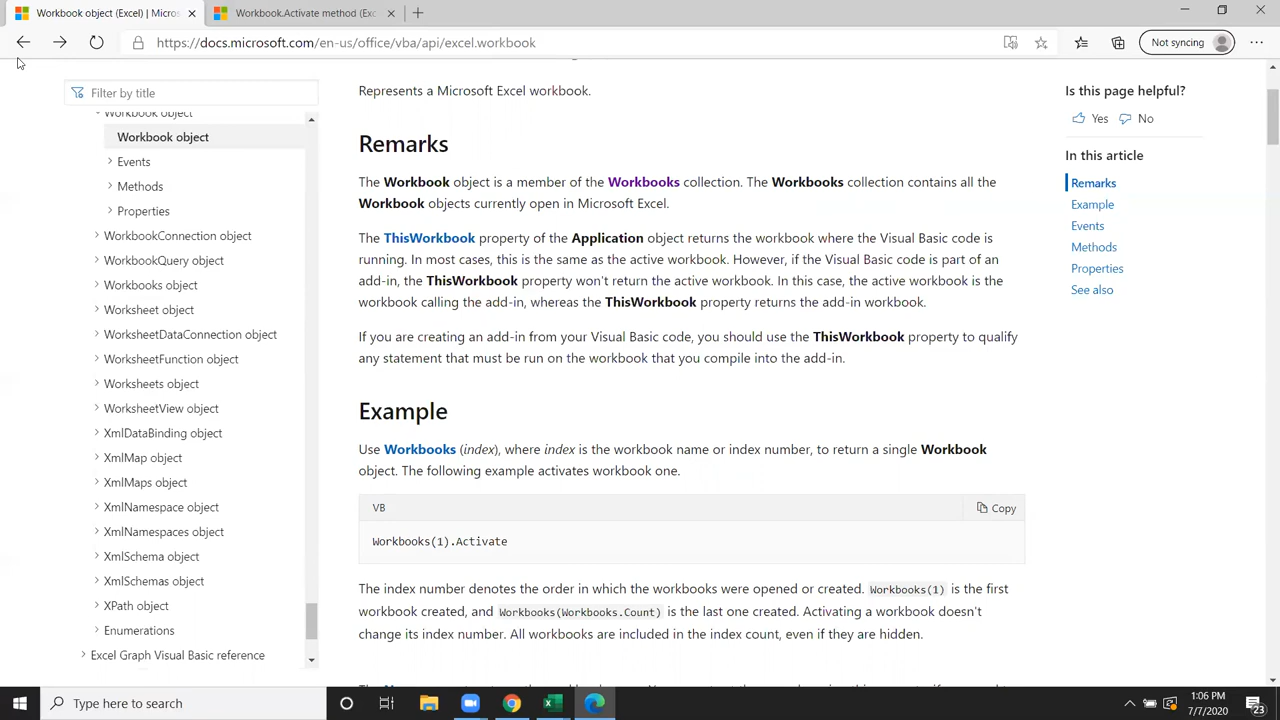 Workbook object (Excel) | Micros
Workbook.Activate method (Exc
https://docs.microsoft.com/en-us/office/vba/api/excel.workbook
Not syncing
Filter by title
Workbook object
Workbook object
Events
Methods
Properties
WorkbookConnection object
WorkbookQuery object
Workbooks object
Worksheet object
WorksheetDataConnection object
WorksheetFunction object
Worksheets object
WorksheetView object
XmlDataBinding object
XmlMap object
XmlMaps object
XmlNamespace object
XmlNamespaces object
XmlSchema object
XmlSchemas object
XPath object
Enumerations
Excel Graph Visual Basic reference
Represents a Microsoft Excel workbook.
Remarks
The Workbook object is a member of the Workbooks collection. The Workbooks collection contains all the
Workbook objects currently open in Microsoft Excel.
The ThisWorkbook property of the Application object returns the workbook where the Visual Basic code is
running. In most cases, this is the same as the active workbook. However, if the Visual Basic code is part of an
add-in, the ThisWorkbook property won't return the active workbook. In this case, the active workbook is the
workbook calling the add-in, whereas the ThisWorkbook property returns the add-in workbook.
If you are creating an add-in from your Visual Basic code, you should use the ThisWorkbook property to qualify
any statement that must be run on the workbook that you compile into the add-in.
Example
Use Workbooks (index), where index is the workbook name or index number, to return a single Workbook
object. The following example activates workbook one.
VB
Copy
Workbooks(1).Activate
The index number denotes the order in which the workbooks were opened or created. Workbooks(1) is the first
workbook created, and Workbooks(Workbooks.Count) is the last one created. Activating a workbook doesn't
change its index number. All workbooks are included in the index count, even if they are hidden.
Is this page helpful?
Yes No
In this article
Remarks
Example
Events
Methods
Properties
See also
Type here to search
1:06 PM
7/7/2020
23